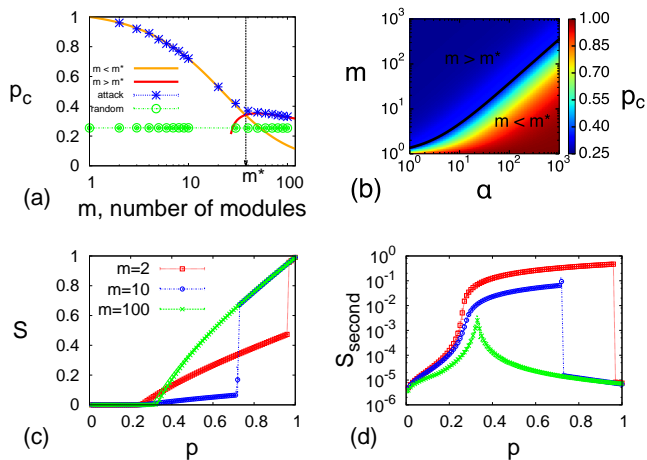 1
0.8
0.6
0.4
0.2
0
p_c
m < m*
m > m*
attack
random
1 10 100
m*
m, number of modules
(a)
10^3
10^2
10^1
10^0
m
m > m*
m < m*
10^0 10^1 10^2 10^3
α
(b)
1.00
0.85
0.70
0.55
0.40
0.25
p_c
1
0.8
0.6
0.4
0.2
0
S
m=2
m=10
m=100
0 0.2 0.4 0.6 0.8 1
p
(c)
10^0
10^-1
10^-2
10^-3
10^-4
10^-5
10^-6
S_second
0.0 0.2 0.4 0.6 0.8 1
p
(d)